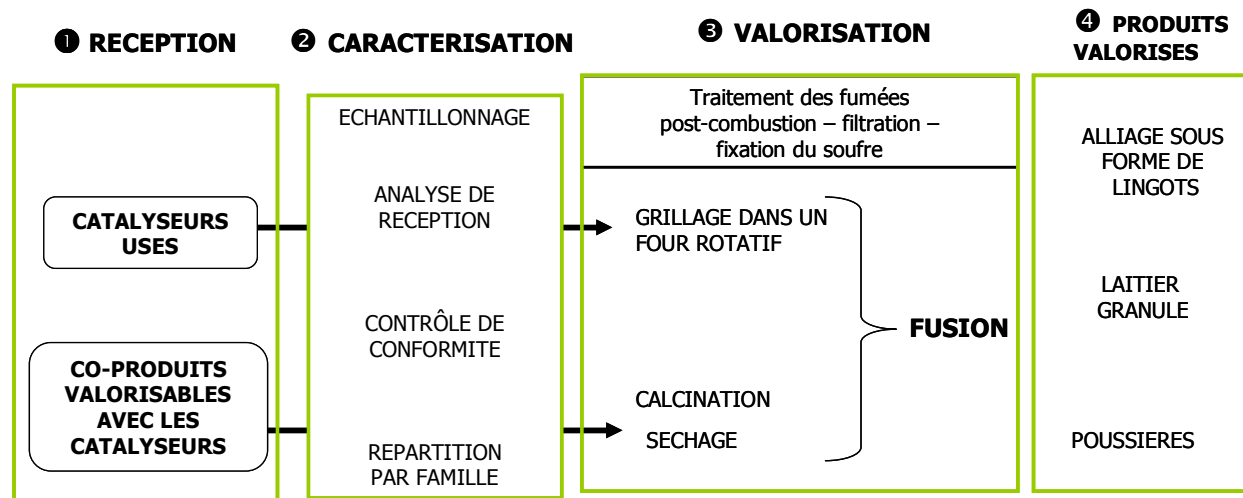 ❶ RECEPTION
CATALYSEURS
USES
CO-PRODUITS
VALORISABLES
AVEC LES
CATALYSEURS
❷ CARACTERISATION
ECHANTILLONNAGE
ANALYSE DE
RECEPTION
CONTRÔLE DE
CONFORMITE
REPARTITION
PAR FAMILLE
❸ VALORISATION
Traitement des fumées
post-combustion – filtration –
fixation du soufre
GRILLAGE DANS UN
FOUR ROTATIF
CALCINATION
SECHAGE
FUSION
❹ PRODUITS
VALORISES
ALLIAGE SOUS
FORME DE
LINGOTS
LAITIER
GRANULE
POUSSIERES